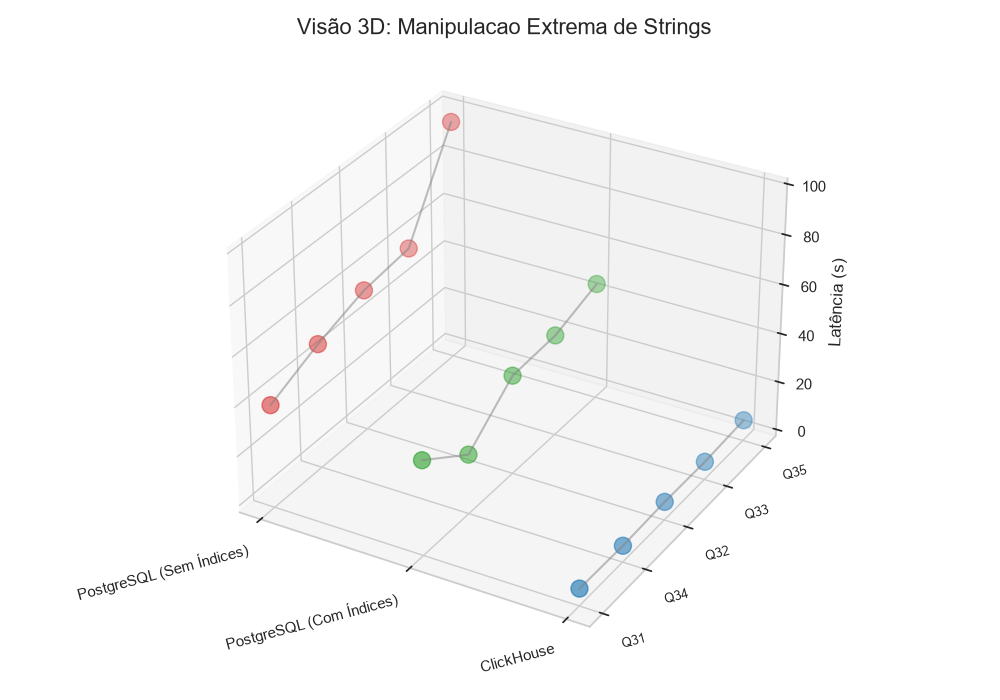 Visão 3D: Manipulacao Extrema de Strings
100
80
60
40
20
0
Latência (s)
Q35
Q33
Q32
Q34
Q31
PostgreSQL (Sem Índices)
PostgreSQL (Com Índices)
ClickHouse